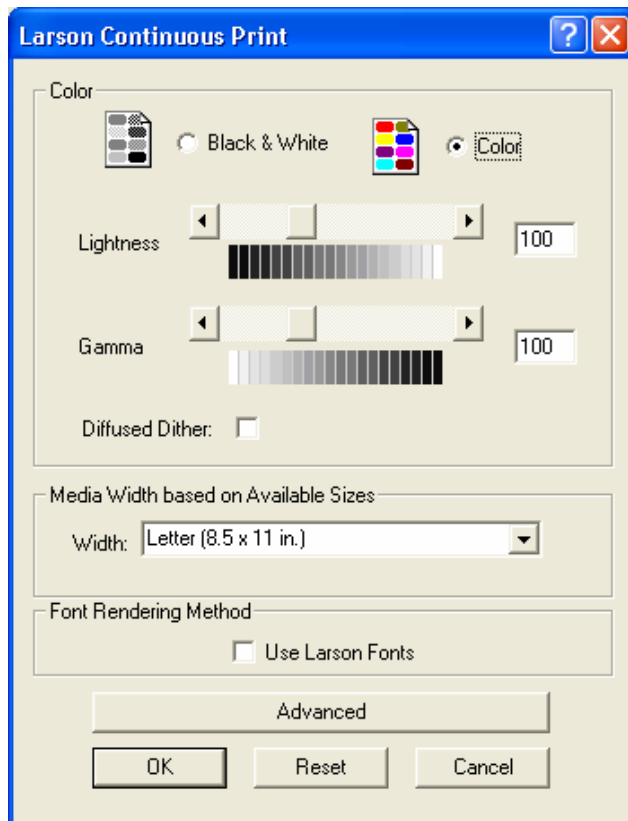 Larson Continuous Print
Color
Black & White
Color
Lightness
100
Gamma
100
Diffused Dither:
Media Width based on Available Sizes
Width: Letter (8.5 x 11 in.)
Font Rendering Method
Use Larson Fonts
Advanced
OK Reset Cancel